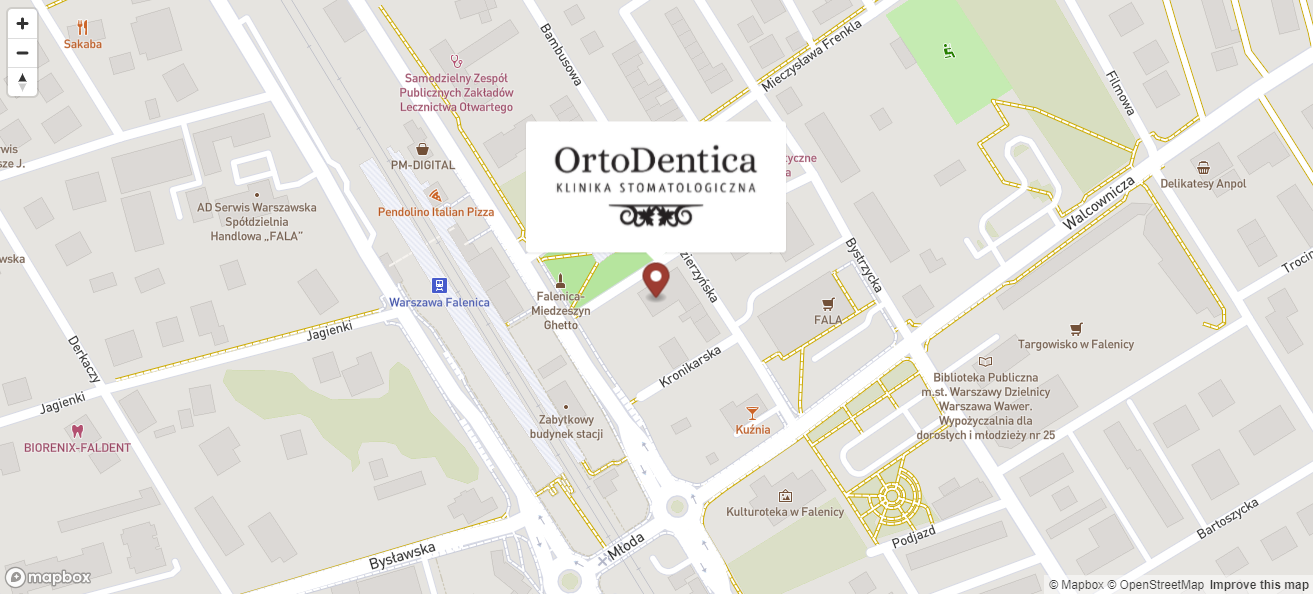 Sakaba
Bambusowa
Mieczysława Frenkla
Filmowa
Samodzielny Zespół
Publicznych Zakładów
Lecznictwa Otwartego
PM-DIGITAL
OrtoDentica
KLINIKA STOMATOLOGICZNA
Delikatesy Anpol
AD Serwis Warszawska
Spółdzielnia
Handlowa „FALA”
Pendolino Italian Pizza
Walcownicza
Bystrzycka
Warszawa Falenica
Falenica-
Miedzeszyn
Ghetto
FALA
Jagienki
Derkaczy
Targowisko w Falenicy
Kronikarska
Biblioteka Publiczna
m.st. Warszawy Dzielnicy
Warszawa Wawer.
Wypożyczalnia dla
dorosłych i młodzieży nr 25
Jagienki
BIORENIX-FALDENT
Zabytkowy
budynek stacji
Kuźnia
Kulturoteka w Falenicy
Podjazd
Bartoszycka
Młoda
Bysławska
mapbox
© Mapbox © OpenStreetMap Improve this map